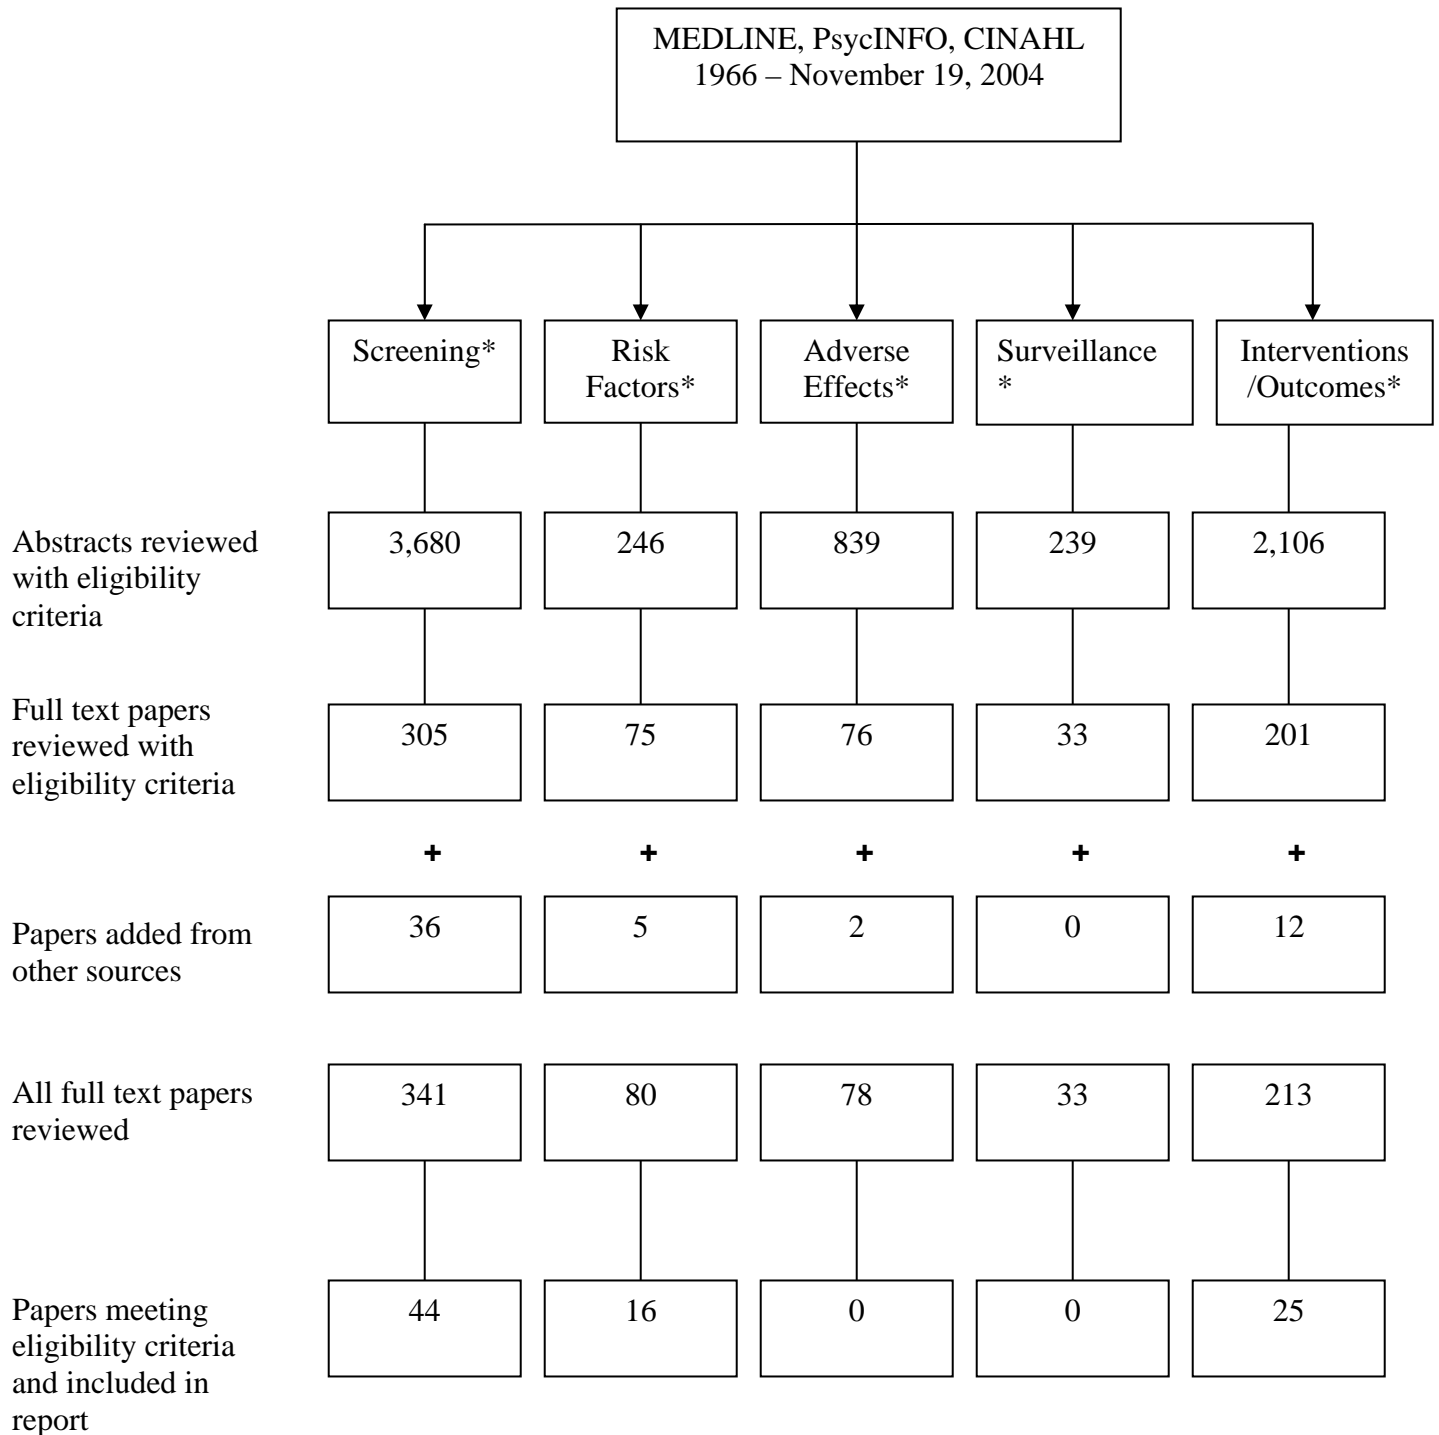 MEDLINE, PsycINFO, CINAHL
1966 – November 19, 2004
Screening*
Risk
Factors*
Adverse
Effects*
Surveillance
*
Interventions
/Outcomes*
Abstracts reviewed
with eligibility
criteria
3,680
246
839
239
2,106
Full text papers
reviewed with
eligibility criteria
305
75
76
33
201
+
+
+
+
+
Papers added from
other sources
36
5
2
0
12
All full text papers
reviewed
341
80
78
33
213
Papers meeting
eligibility criteria
and included in
report
44
16
0
0
25